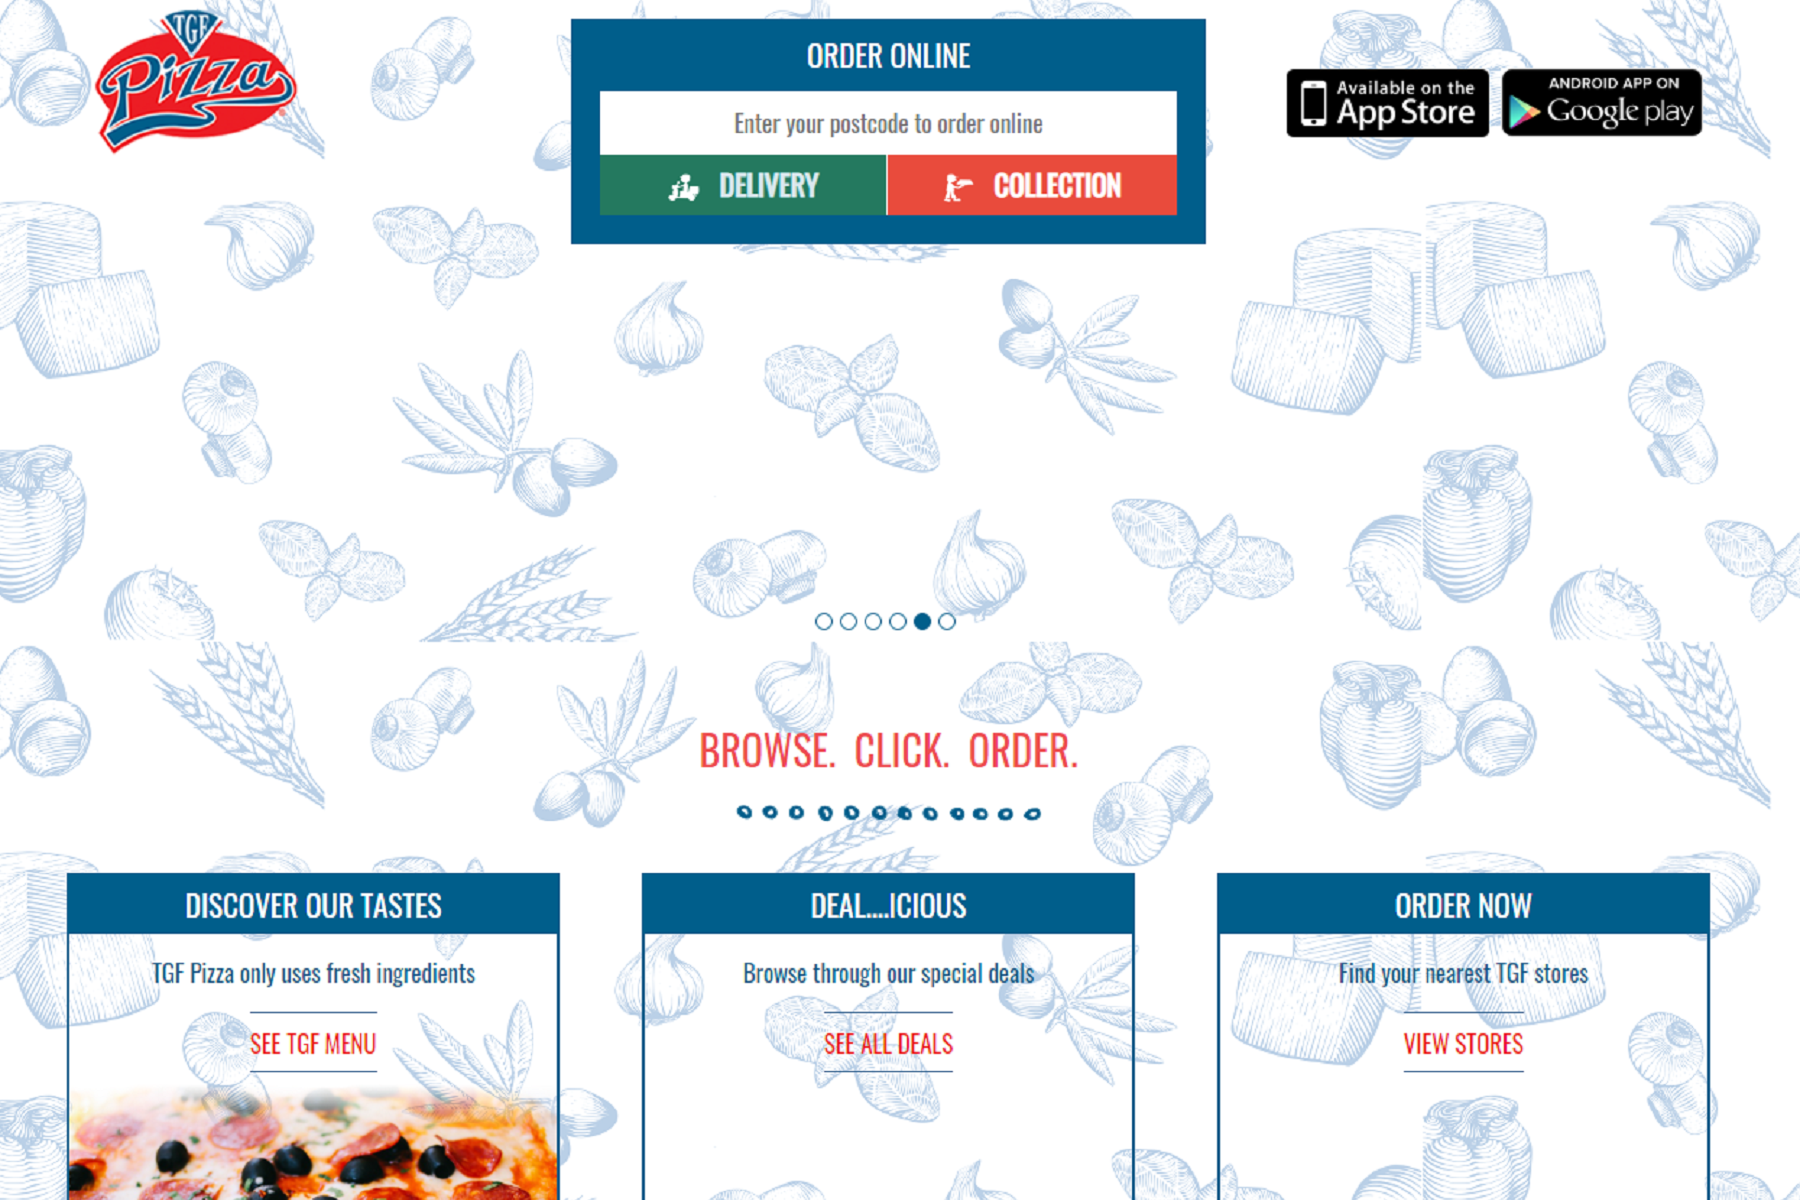 TGF
Pizza
ORDER ONLINE
Enter your postcode to order online
DELIVERY
COLLECTION
Available on the
App Store
ANDROID APP ON
Google play
BROWSE. CLICK. ORDER.
DISCOVER OUR TASTES
TGF Pizza only uses fresh ingredients
SEE TGF MENU
DEAL....ICIOUS
Browse through our special deals
SEE ALL DEALS
ORDER NOW
Find your nearest TGF stores
VIEW STORES